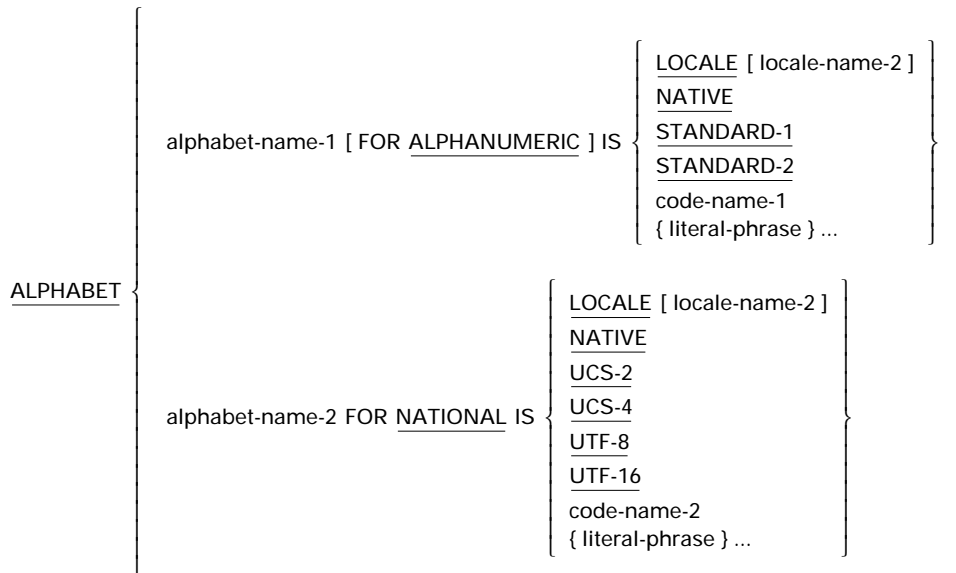 LOCALE [ locale-name-2 ]
NATIVE
STANDARD-1
alphabet-name-1 [ FOR ALPHANUMERIC ] IS
STANDARD-2
code-name-1
{ literal-phrase } ...
ALPHABET
LOCALE [ locale-name-2 ]
NATIVE
UCS-2
alphabet-name-2 FOR NATIONAL IS
UCS-4
UTF-8
UTF-16
code-name-2
{ literal-phrase } ...